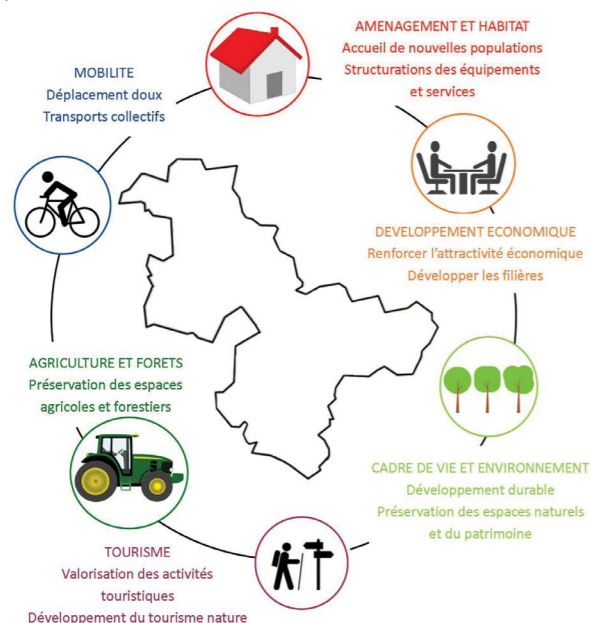 AMENAGEMENT ET HABITAT
Accueil de nouvelles populations
Structurations des équipements
et services
MOBILITE
Déplacement doux
Transports collectifs
DEVELOPPEMENT ECONOMIQUE
Renforcer l'attractivité économique
Développer les filières
AGRICULTURE ET FORETS
Préservation des espaces
agricoles et forestiers
CADRE DE VIE ET ENVIRONNEMENT
Développement durable
Préservation des espaces naturels
et du patrimoine
TOURISME
Valorisation des activités
touristiques
Développement du tourisme nature